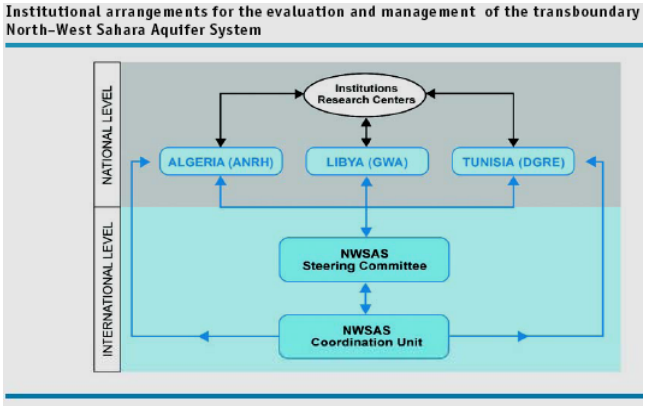 Institutional arrangements for the evaluation and management of the transboundary
North-West Sahara Aquifer System
NATIONAL LEVEL
Institutions
Research Centers
ALGERIA (ANRH)
LIBYA (GWA)
TUNISIA (DGRE)
INTERNATIONAL LEVEL
NWSAS
Steering Committee
NWSAS
Coordination Unit